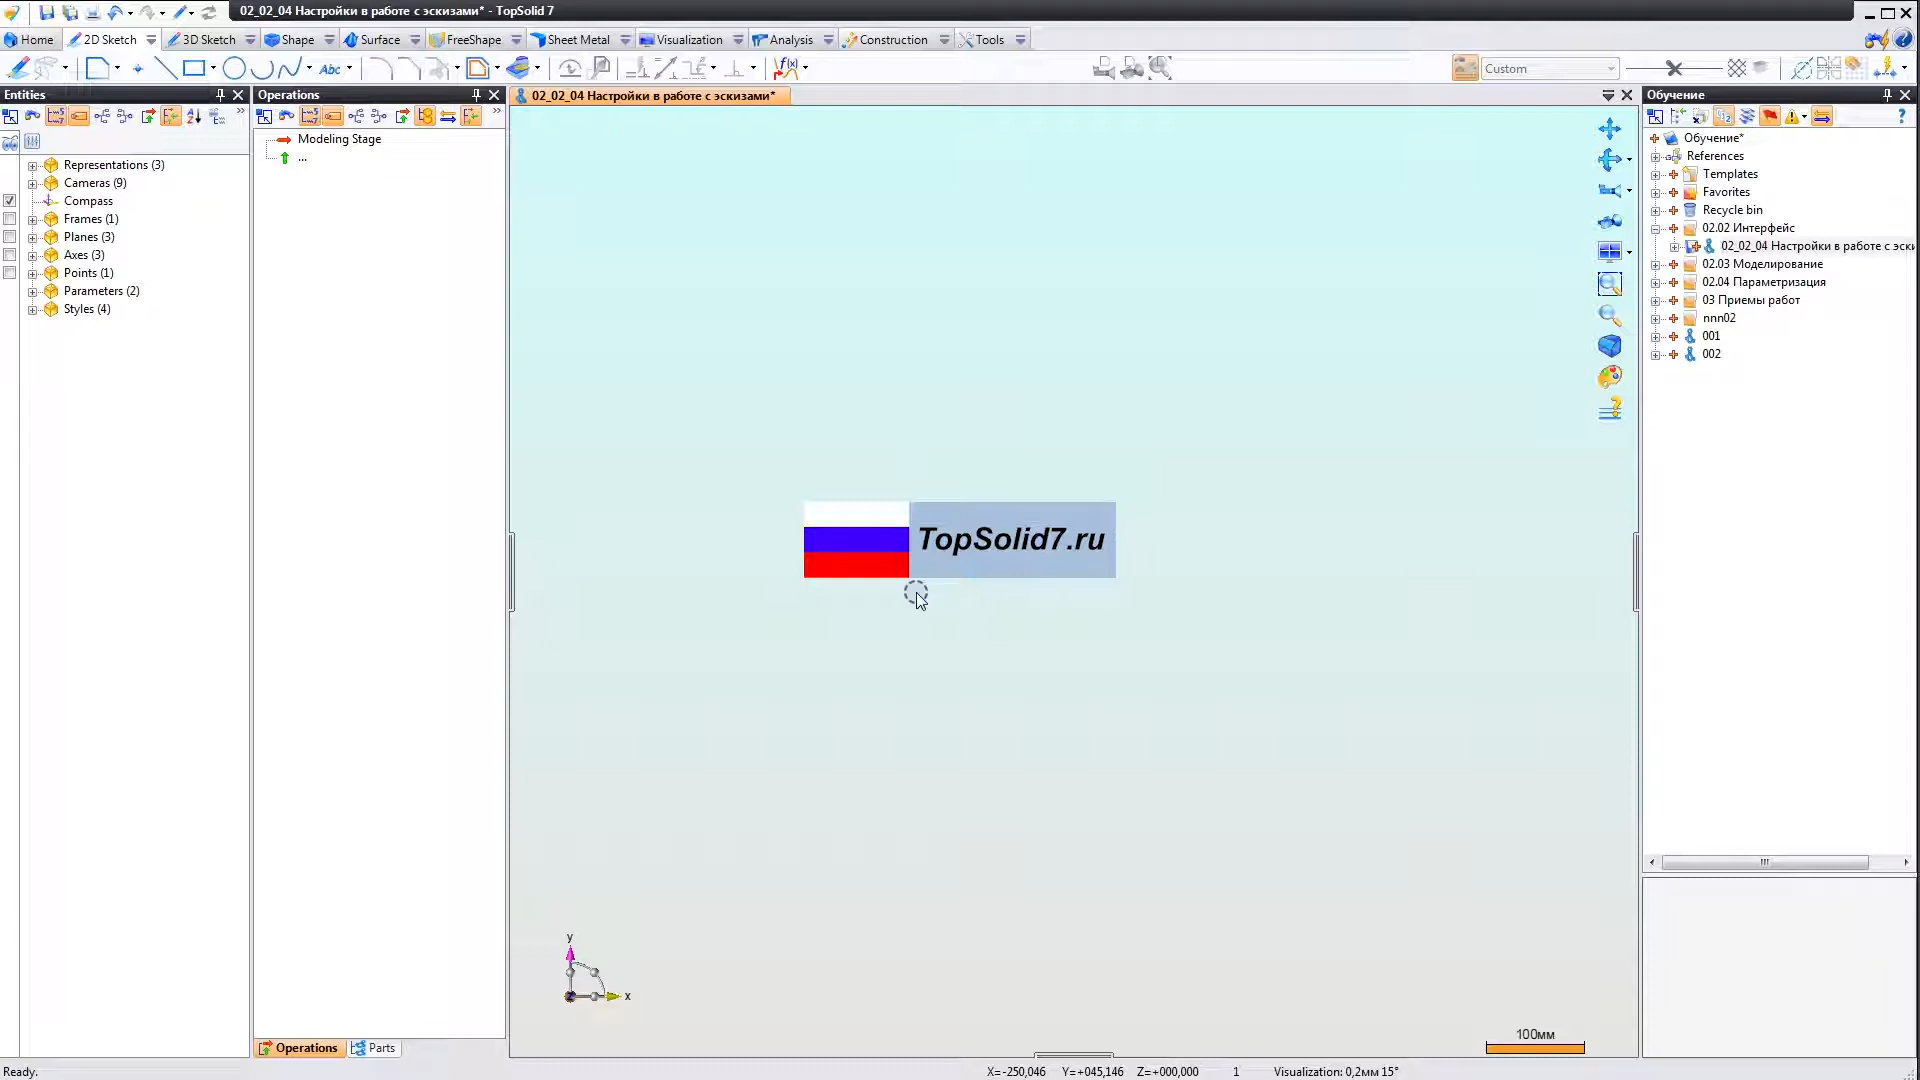 02_02_04 Настройки в работе с эскизами* - TopSolid 7
Home
2D Sketch
3D Sketch
Shape
Surface
FreeShape
Sheet Metal
Visualization
Analysis
Construction
Tools
Abc
Custom
Entities
Operations
02_02_04 Настройки в работе с эскизами*
Обучение
Representations (3)
Cameras (9)
Compass
Frames (1)
Planes (3)
Axes (3)
Points (1)
Parameters (2)
Styles (4)
Modeling Stage
...
Обучение*
References
Templates
Favorites
Recycle bin
02.02 Интерфейс
02_02_04 Настройки в работе с эски
02.03 Моделирование
02.04 Параметризация
03 Приемы работ
nnn02
001
002
TopSolid7.ru
y
x
100мм
Operations
Parts
Ready.
X=-250,046 Y=+045,146 Z=+000,000 1 Visualization: 0,2мм 15°